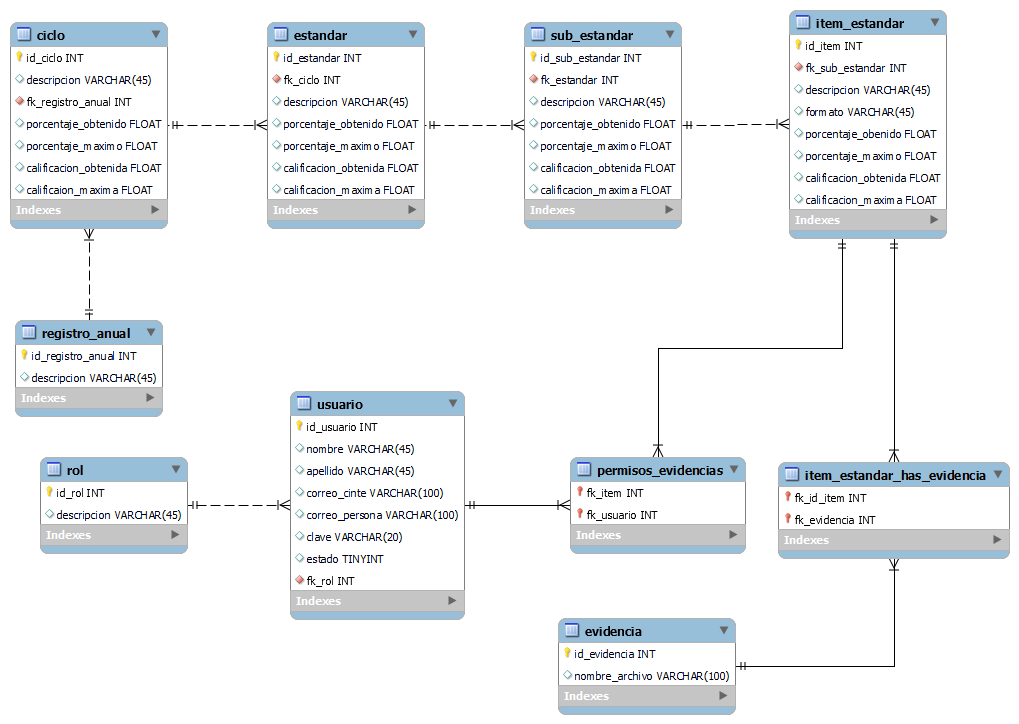 ciclo
id_ciclo INT
descripcion VARCHAR(45)
fk_registro_anual INT
porcentaje_obtenido FLOAT
porcentaje_maximo FLOAT
calificacion_obtenida FLOAT
calificaion_maxima FLOAT
Indexes
estandar
id_estandar INT
fk_ciclo INT
descripcion VARCHAR(45)
porcentaje_obtenido FLOAT
porcentaje_maximo FLOAT
calificacion_obtenida FLOAT
calificacion_maxima FLOAT
Indexes
sub_estandar
id_sub_estandar INT
fk_estandar INT
descripcion VARCHAR(45)
porcentaje_obtenido FLOAT
porcentaje_maximo FLOAT
calificacion_obtenida FLOAT
calificacion_maxima FLOAT
Indexes
item_estandar
id_item INT
fk_sub_estandar INT
descripcion VARCHAR(45)
formato VARCHAR(45)
porcentaje_obenido FLOAT
porcentaje_maximo FLOAT
calificacion_obtenida FLOAT
calificacion_maxima FLOAT
Indexes
registro_anual
id_registro_anual INT
descripcion VARCHAR(45)
Indexes
rol
id_rol INT
descripcion VARCHAR(45)
Indexes
usuario
id_usuario INT
nombre VARCHAR(45)
apellido VARCHAR(45)
correo_cinte VARCHAR(100)
correo_persona VARCHAR(100)
clave VARCHAR(20)
estado TINYINT
fk_rol INT
Indexes
permisos_evidencias
fk_item INT
fk_usuario INT
Indexes
item_estandar_has_evidencia
fk_id_item INT
fk_evidencia INT
Indexes
evidencia
id_evidencia INT
nombre_archivo VARCHAR(100)
Indexes